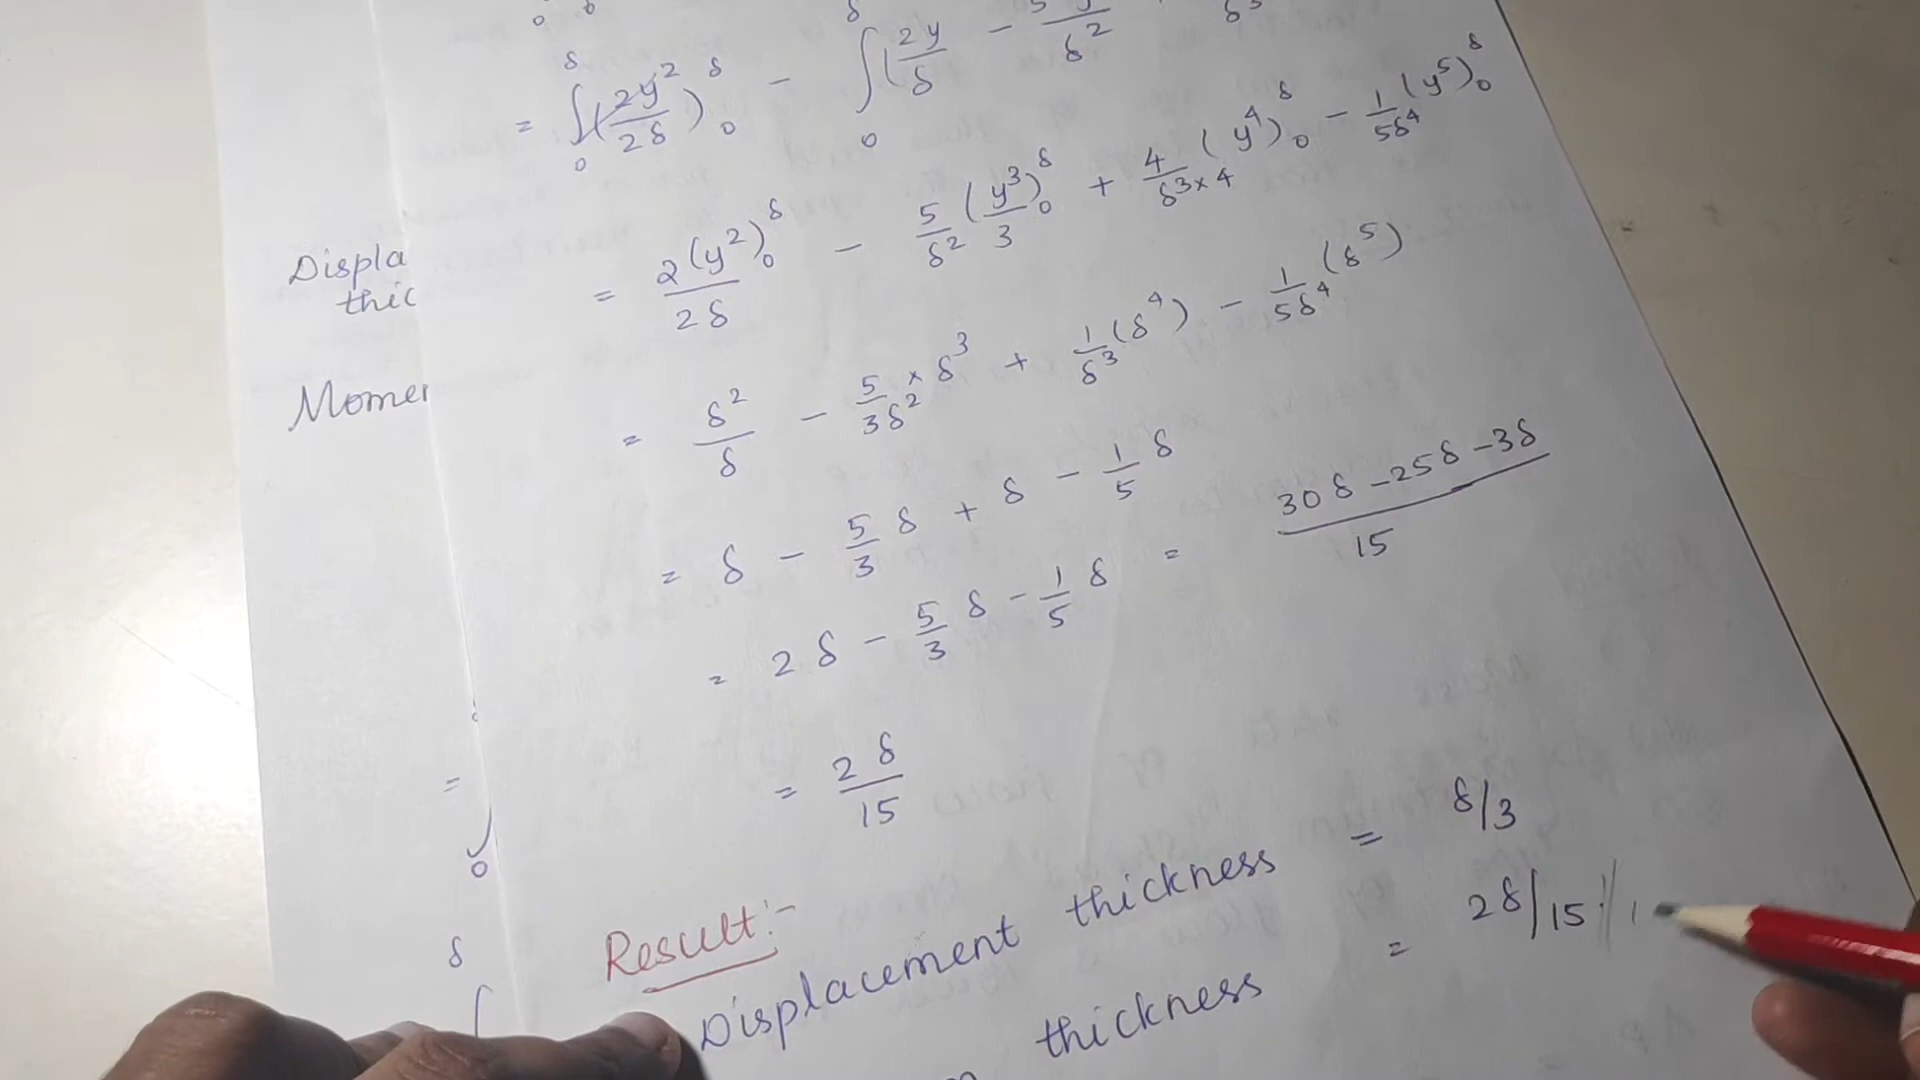 = ∫₀^δ (2y²/2δ)₀^δ - ∫₀^δ (2y/δ - 5/δ²
= 2(y²)₀^δ/2δ - 5/δ² (y³/3)₀^δ + 4/δ³×4 (y⁴)₀^δ - 1/5δ⁴ (y⁵)₀^δ
Displa
thic
= δ²/δ - 5/3δ² × δ³ + 1/δ³ (δ⁴) - 1/5δ⁴ (δ⁵)
Momen
= δ - 5/3 δ + δ - 1/5 δ
= 2δ - 5/3 δ - 1/5 δ = 30δ - 25δ - 3δ/15
= 2δ/15
Result:-
Displacement thickness = δ/3
thickness = 2δ/15